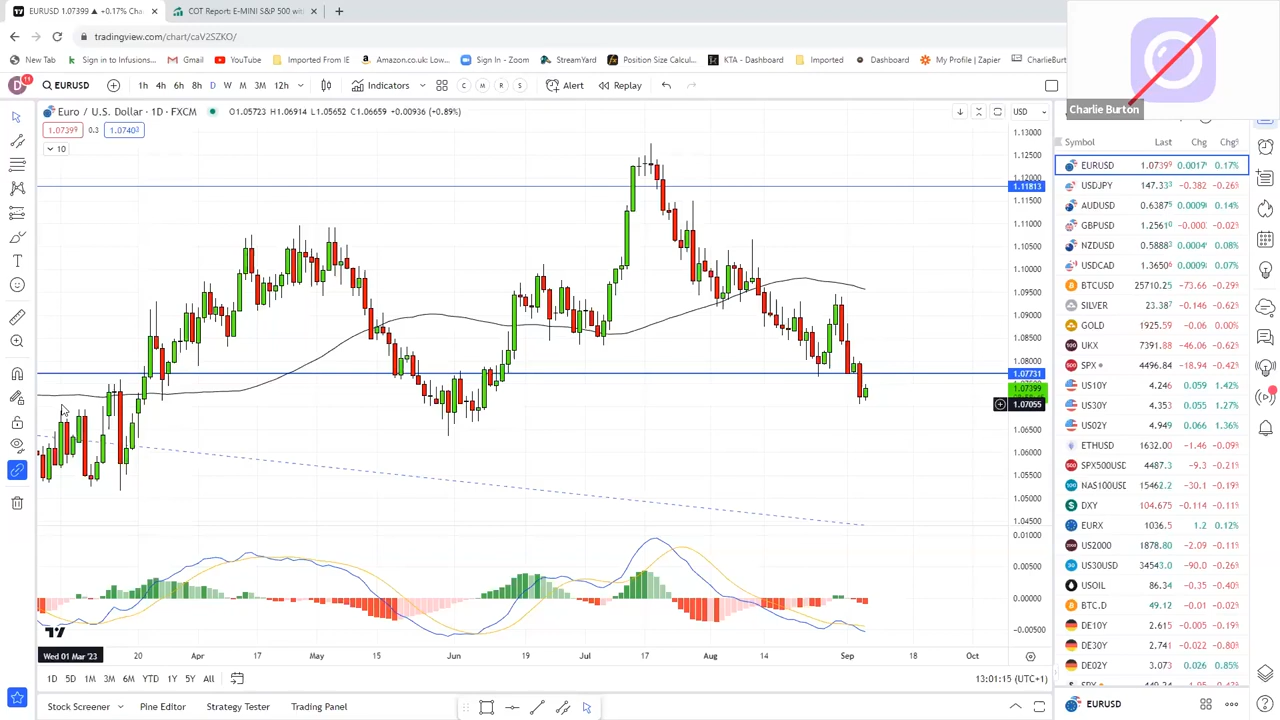 EURUSD 1.07399 ▲ +0.17% Cha
COT Report: E-MINI S&P 500 with
tradingview.com/chart/caV2SZKO/
New Tab
Sign in to Infusions...
Gmail
YouTube
Imported From IE
Amazon.co.uk: Low...
Sign In - Zoom
StreamYard
Position Size Calcul...
KTA - Dashboard
Imported
Dashboard
My Profile | Zapier
CharlieBurt
Charlie Burton
D
11
EURUSD
1h 4h 6h 8h D W M 3M 12h
Indicators
C M R S
Alert
Replay
Euro / U.S. Dollar · 1D · FXCM
O1.05723 H1.06914 L1.05652 C1.06659 +0.00936 (+0.89%)
USD
1.07399 0.3 1.07403
10
1.13000
1.12500
1.12000
1.11813
1.11500
1.11000
1.10500
1.10000
1.09500
1.09000
1.08500
1.08000
1.07731
1.07399
1.07055
1.06500
1.06000
1.05500
1.05000
1.04500
0.01000
0.00500
0.00000
-0.00500
Wed 01 Mar '23 20 Apr 17 May 15 Jun 19 Jul 17 Aug 14 Sep 18 Oct
1D 5D 1M 3M 6M YTD 1Y 5Y All
13:01:15 (UTC+1)
Stock Screener
Pine Editor
Strategy Tester
Trading Panel
Symbol Last Chg Chg%
EURUSD 1.07399 0.0017 0.17%
USDJPY 147.33 -0.382 -0.26%
AUDUSD 0.6387 0.0009 0.14%
GBPUSD 1.2561 -0.000 -0.02%
NZDUSD 0.5888 0.0004 0.08%
USDCAD 1.3650 0.0009 0.07%
BTCUSD 25710.25 -73.66 -0.29%
SILVER 23.38 -0.146 -0.62%
GOLD 1925.59 -0.06 0.00%
UKX 7391.88 -46.06 -0.62%
SPX 4496.84 -18.94 -0.42%
US10Y 4.246 0.059 1.42%
US30Y 4.353 0.055 1.27%
US02Y 4.949 0.066 1.36%
ETHUSD 1632.00 -1.46 -0.09%
SPX500USD 4487.3 -9.3 -0.21%
NAS100USD 15462.2 -30.1 -0.19%
DXY 104.675 -0.114 -0.11%
EURX 1036.5 1.2 0.12%
US2000 1878.80 -2.09 -0.11%
US30USD 34543.0 -90.0 -0.26%
USOIL 86.34 -0.35 -0.40%
BTC.D 49.12 -0.01 -0.02%
DE10Y 2.615 -0.005 -0.19%
DE30Y 2.741 -0.022 -0.80%
DE02Y 3.073 0.026 0.85%
EURUSD